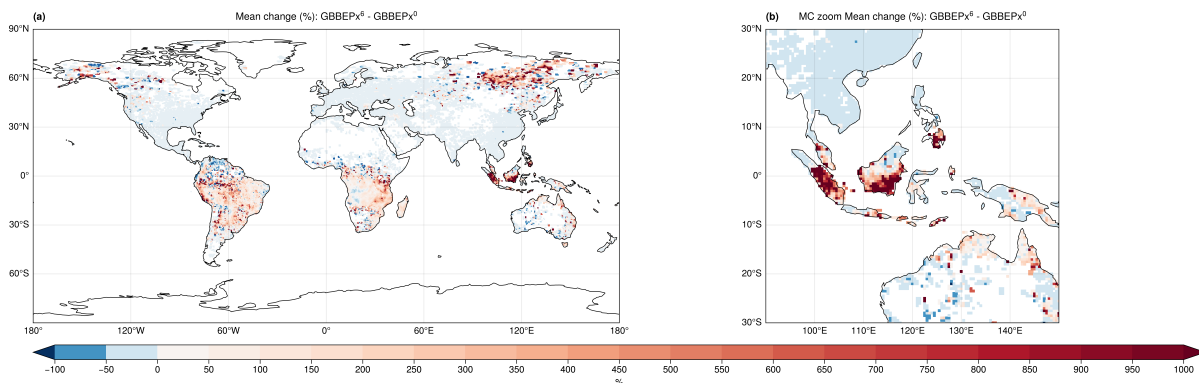 (a) Mean change (%): GBBEPx⁶ - GBBEPx⁰
90°N
60°N
30°N
0°
30°S
60°S
180° 120°W 60°W 0° 60°E 120°E 180°
(b) MC zoom Mean change (%): GBBEPx⁶ - GBBEPx⁰
30°N
20°N
10°N
0°
10°S
20°S
30°S
100°E 110°E 120°E 130°E 140°E
−100 −50 0 50 100 150 200 250 300 350 400 450 500 550 600 650 700 750 800 850 900 950 1000
%